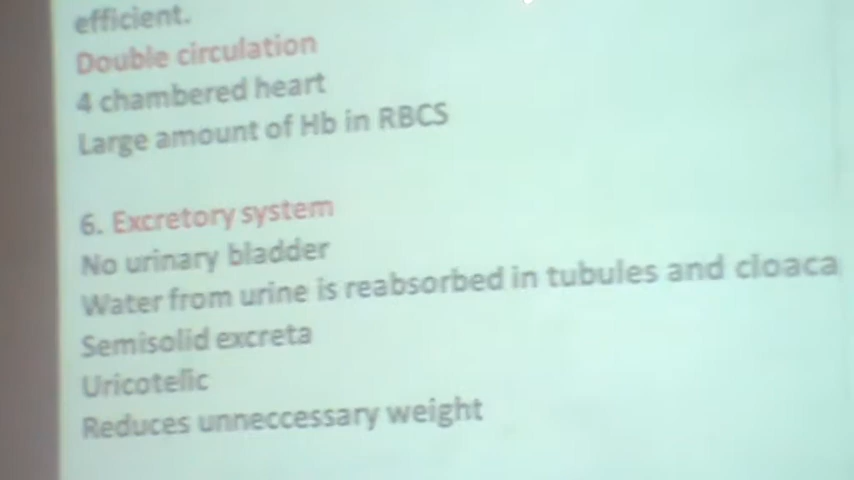 efficient.
Double circulation
4 chambered heart
Large amount of Hb in RBCS
6. Excretory system
No urinary bladder
Water from urine is reabsorbed in tubules and cloaca
Semisolid excreta
Uricotelic
Reduces unneccessary weight